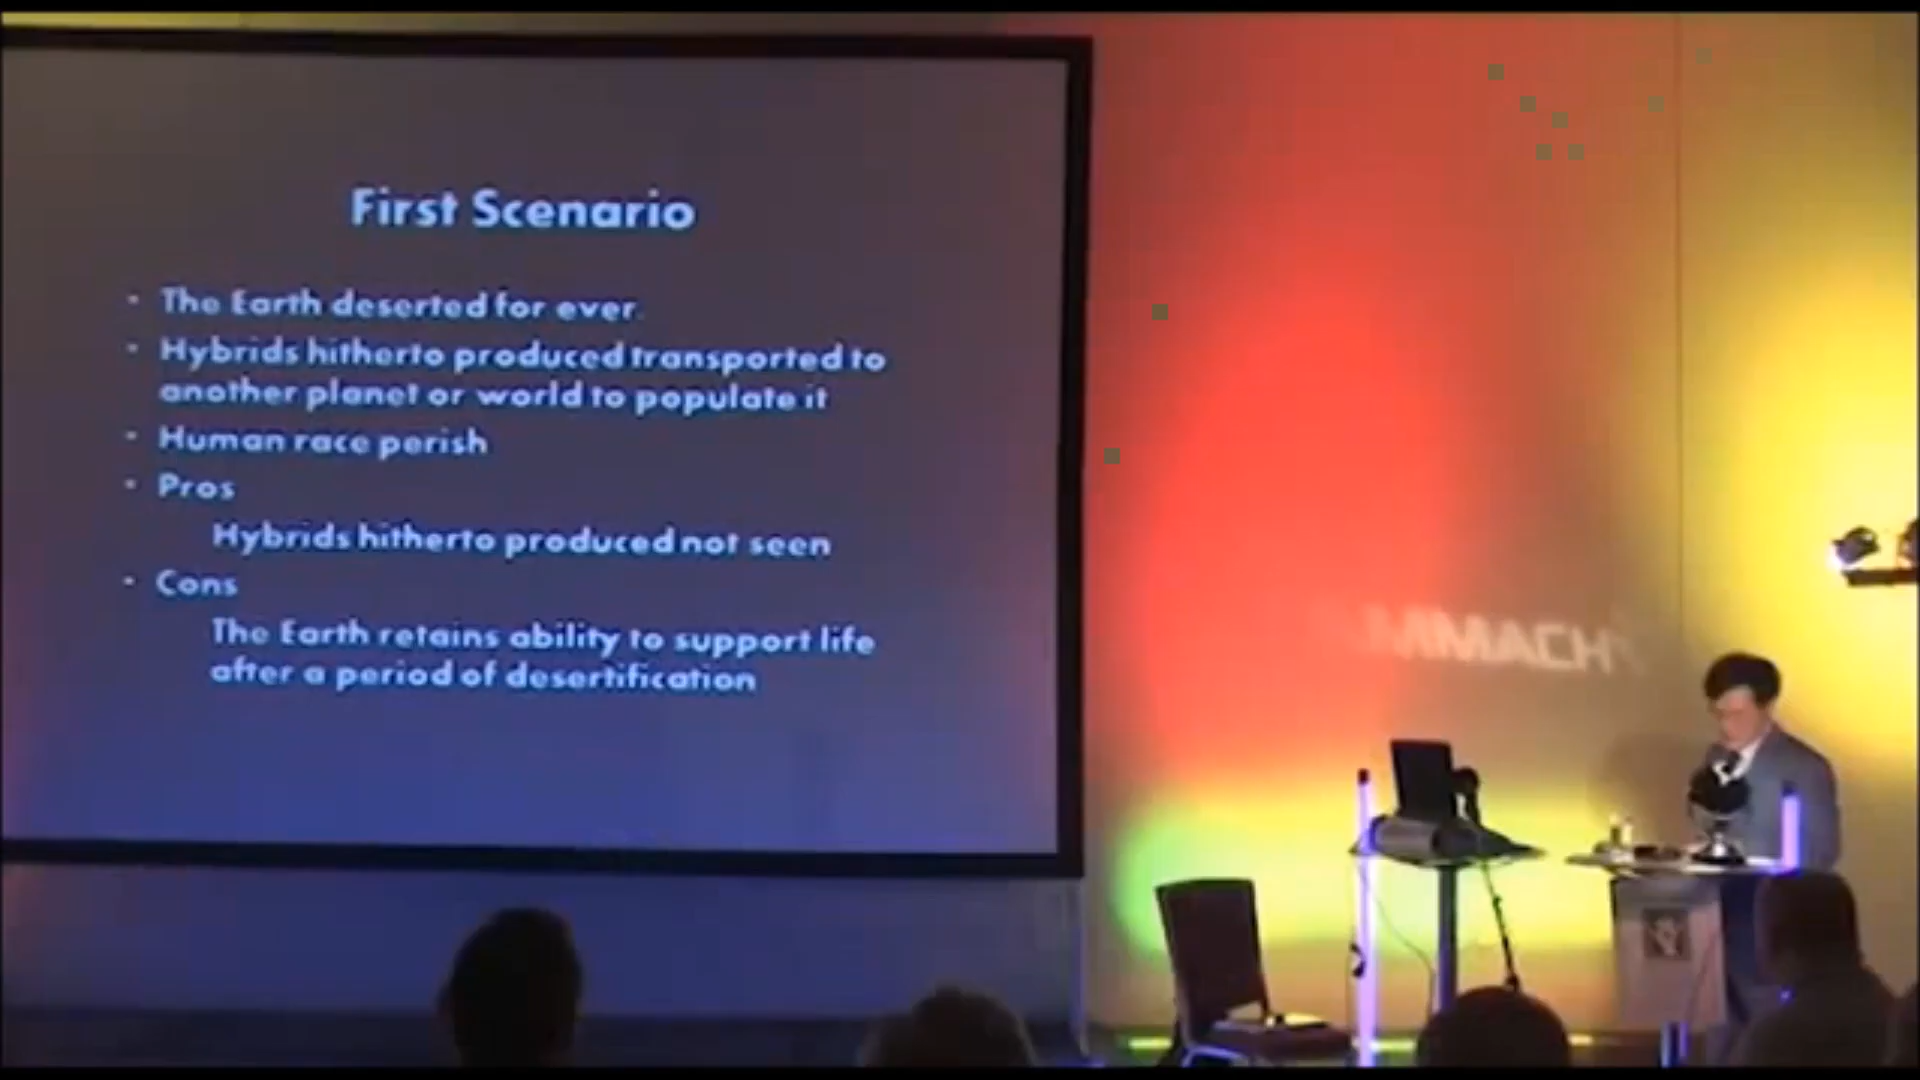 First Scenario
• The Earth deserted for ever.
• Hybrids hitherto produced transported to
another planet or world to populate it
• Human race perish
• Pros
Hybrids hitherto produced not seen
• Cons
The Earth retains ability to support life
after a period of desertification
MMACH